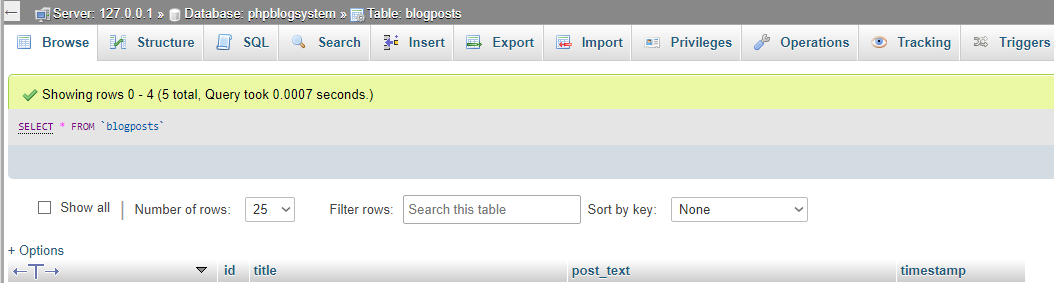 Server: 127.0.0.1 » Database: phpblogsystem » Table: blogposts
Browse Structure SQL Search Insert Export Import Privileges Operations Tracking Triggers
Showing rows 0 - 4 (5 total, Query took 0.0007 seconds.)
SELECT * FROM `blogposts`
Show all | Number of rows: 25 Filter rows: Search this table Sort by key: None
+ Options
←T→ id title post_text timestamp